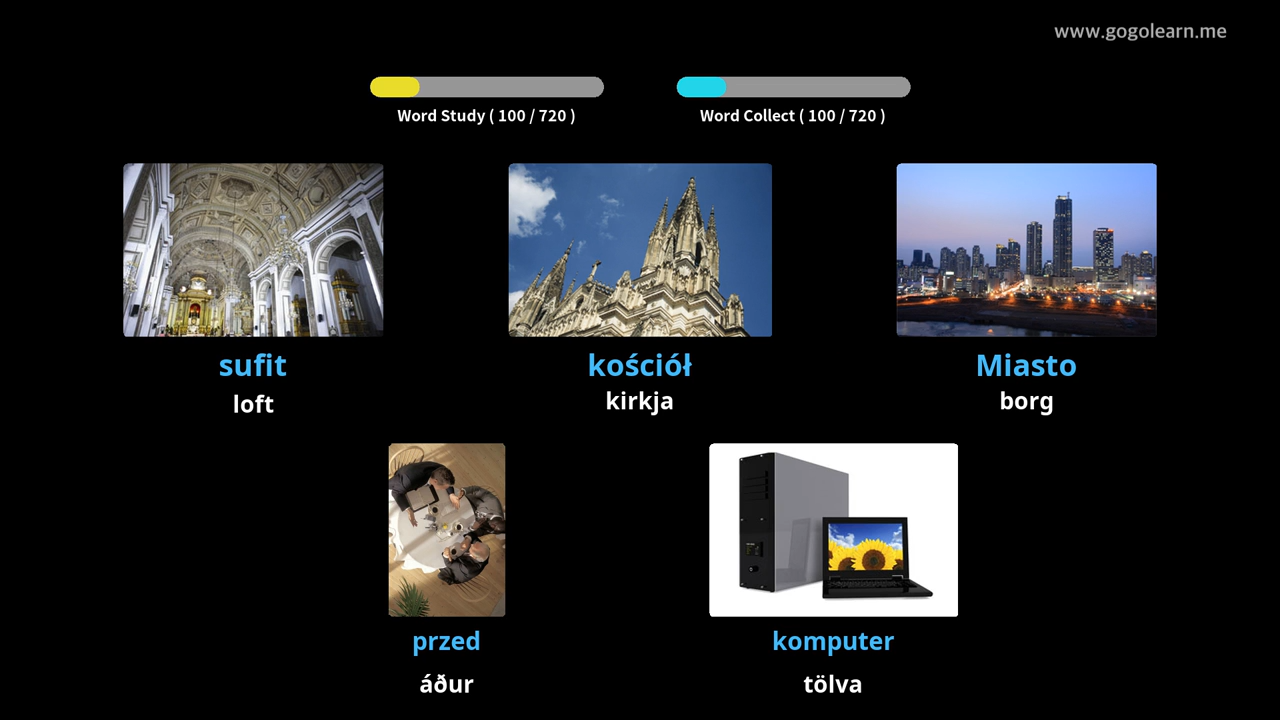 www.gogolearn.me
Word Study ( 100 / 720 )
Word Collect ( 100 / 720 )
sufit
loft
kościół
kirkja
Miasto
borg
przed
áður
komputer
tölva